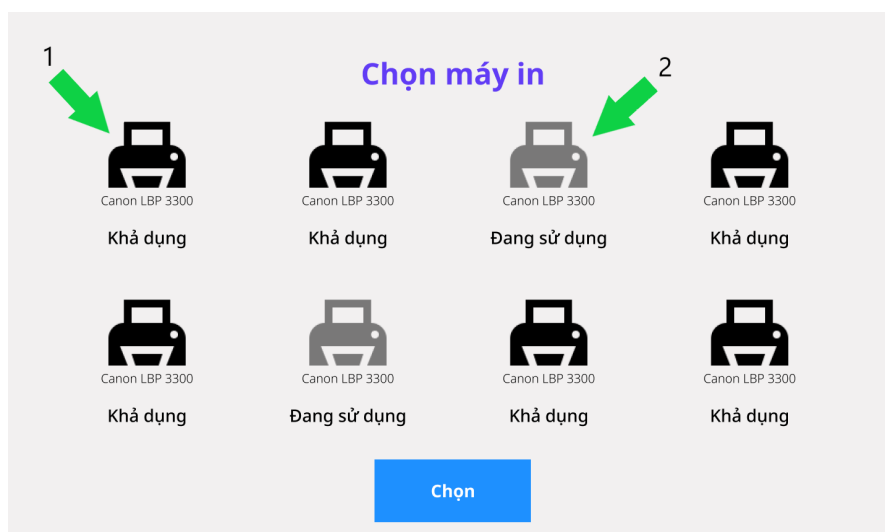 1
Chọn máy in
2
Canon LBP 3300 Canon LBP 3300 Canon LBP 3300 Canon LBP 3300
Khả dụng Khả dụng Đang sử dụng Khả dụng
Canon LBP 3300 Canon LBP 3300 Canon LBP 3300 Canon LBP 3300
Khả dụng Đang sử dụng Khả dụng Khả dụng
Chọn